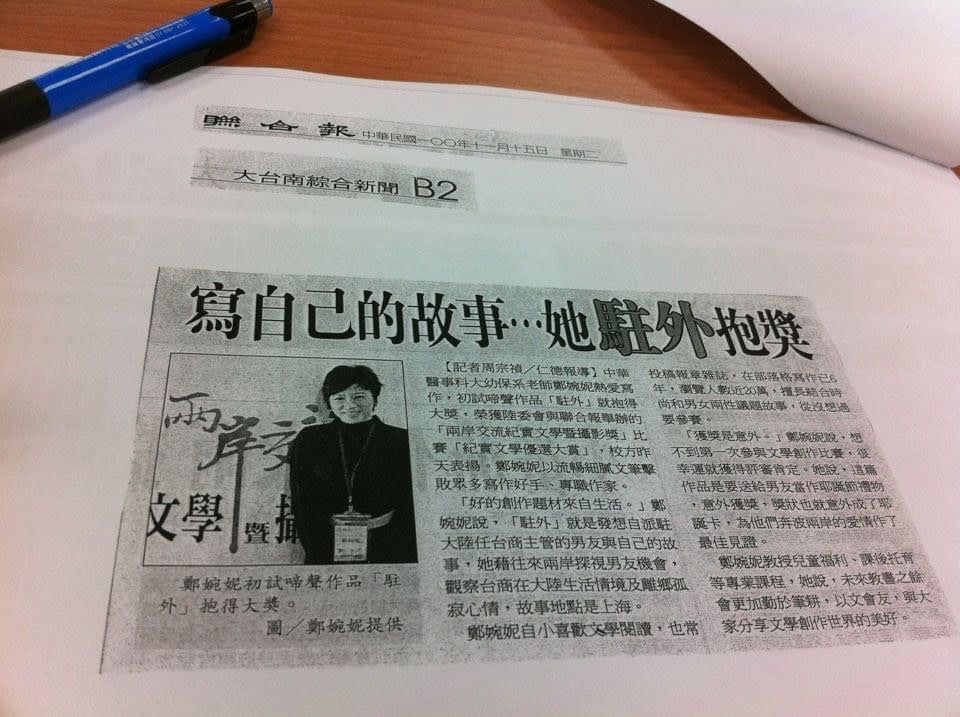 聯合報 中華民國一〇〇年十一月十五日 星期二
大台南綜合新聞 B2
寫自己的故事…她駐外抱獎
兩岸交
文學暨攝
鄭婉妮初試啼聲作品「駐
外」抱得大獎。
圖／鄭婉妮提供
【記者周宗禎／仁德報導】中華
醫事科大幼保系老師鄭婉妮熱愛寫
作，初試啼聲作品「駐外」就抱得
大獎，榮獲陸委會與聯合報舉辦的
「兩岸交流紀實文學暨攝影獎」比
賽「紀實文學優選大賞」，校方昨
天表揚。鄭婉妮以流暢細膩文筆擊
敗眾多寫作好手、專職作家。
「好的創作題材來自生活。」鄭
婉妮說，「駐外」就是發想自派駐
大陸任台商主管的男友與自己的故
事，她藉往來兩岸探視男友機會，
觀察台商在大陸生活情境及離鄉孤
寂心情，故事地點是上海。
鄭婉妮自小喜歡文學閱讀，也常
投稿報章雜誌，在部落格寫作已6
年，瀏覽人數近20萬，擅長結合時
尚和男女兩性議題故事，從沒想過
要參賽。
「獲獎是意外。」鄭婉妮說，想
不到第一次參與文學創作比賽，很
幸運就獲得評審肯定。她說，這篇
作品是要送給男友當作耶誕節禮物
，意外獲獎，獎狀也就意外成了耶
誕卡，為他們奔波兩岸的愛情作了
最佳見證。
鄭婉妮教授兒童福利、課後托育
等專業課程，她說，未來教書之餘
會更加勤於筆耕，以文會友，與大
家分享文學創作世界的美好。